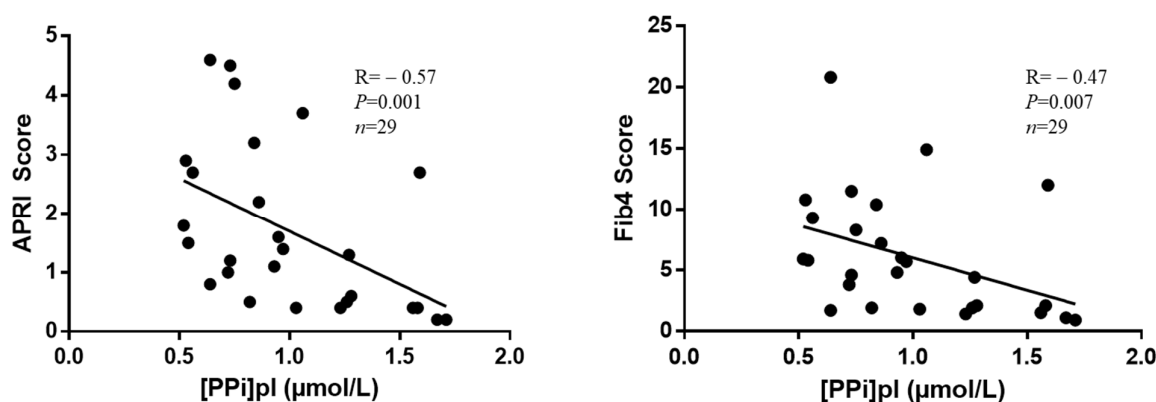 5
4
3
2
1
0
APRI Score
R= – 0.57
P=0.001
n=29
0.0 0.5 1.0 1.5 2.0
[PPi]pl (µmol/L)
25
20
15
10
5
0
Fib4 Score
R= – 0.47
P=0.007
n=29
0.0 0.5 1.0 1.5 2.0
[PPi]pl (µmol/L)